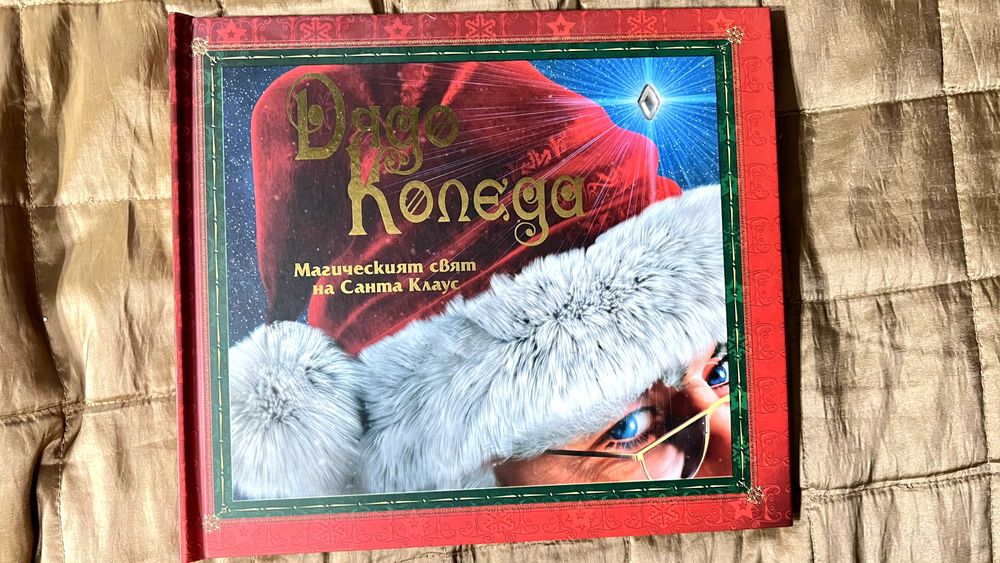 Дядо
Коледа
Магическият свят
на Санта Клаус